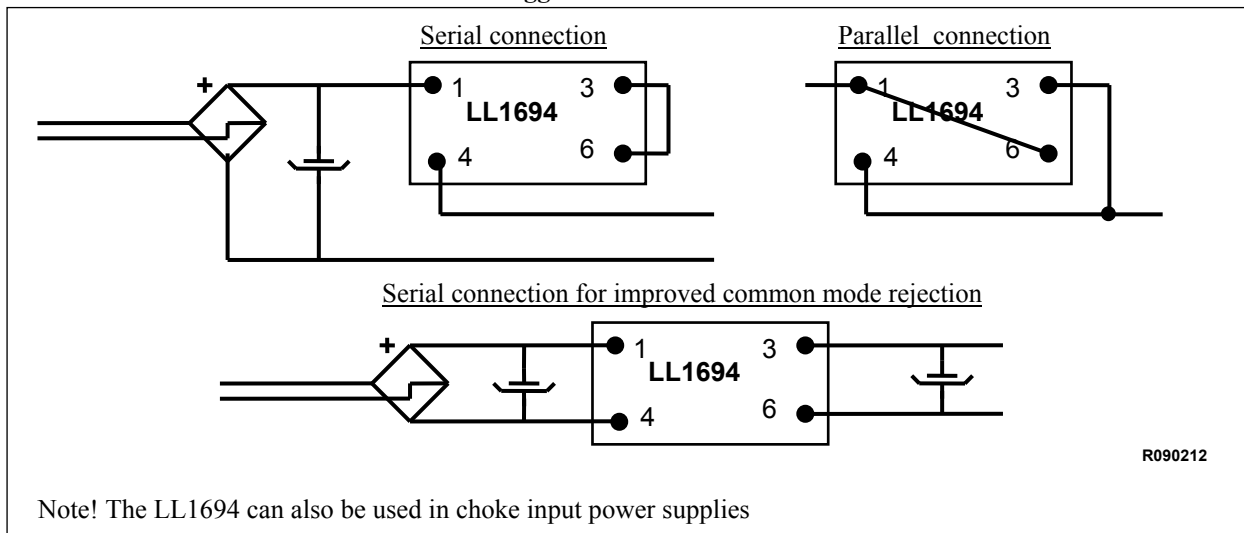 Serial connection
Parallel connection
+
1
3
LL1694
4
6
1
3
LL1694
4
6
Serial connection for improved common mode rejection
+
1
3
LL1694
4
6
R090212
Note! The LL1694 can also be used in choke input power supplies